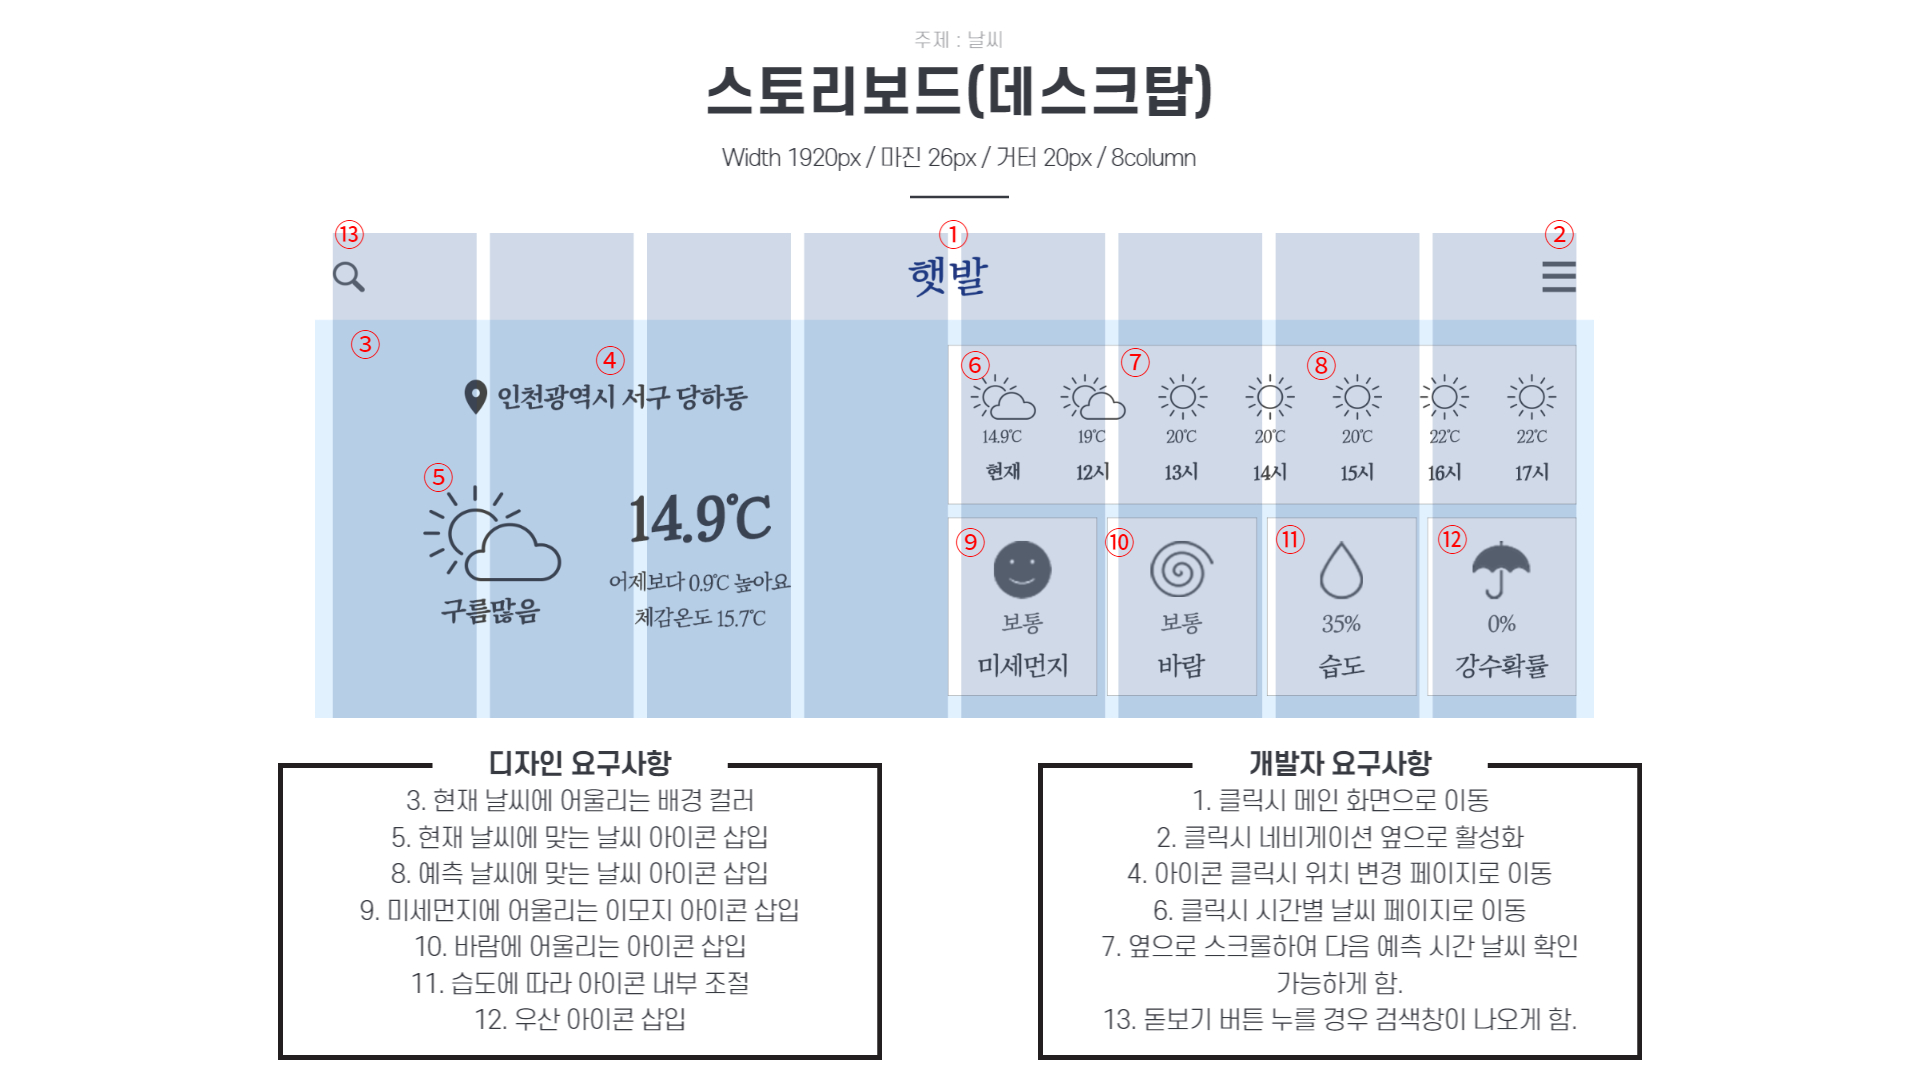 주제 : 날씨
스토리보드(데스크탑)
Width 1920px / 마진 26px / 거터 20px / 8column
⑬ ① ②
햇발
③ ④
인천광역시 서구 당하동
⑤
14.9℃
어제보다 0.9℃ 높아요
구름많음
체감온도 15.7℃
⑥ ⑦ ⑧
14.9℃ 19℃ 20℃ 20℃ 20℃ 22℃ 22℃
현재 12시 13시 14시 15시 16시 17시
⑨ ⑩ ⑪ ⑫
보통 보통 35% 0%
미세먼지 바람 습도 강수확률
디자인 요구사항
3. 현재 날씨에 어울리는 배경 컬러
5. 현재 날씨에 맞는 날씨 아이콘 삽입
8. 예측 날씨에 맞는 날씨 아이콘 삽입
9. 미세먼지에 어울리는 이모지 아이콘 삽입
10. 바람에 어울리는 아이콘 삽입
11. 습도에 따라 아이콘 내부 조절
12. 우산 아이콘 삽입
개발자 요구사항
1. 클릭시 메인 화면으로 이동
2. 클릭시 네비게이션 옆으로 활성화
4. 아이콘 클릭시 위치 변경 페이지로 이동
6. 클릭시 시간별 날씨 페이지로 이동
7. 옆으로 스크롤하여 다음 예측 시간 날씨 확인
가능하게 함.
13. 돋보기 버튼 누를 경우 검색창이 나오게 함.